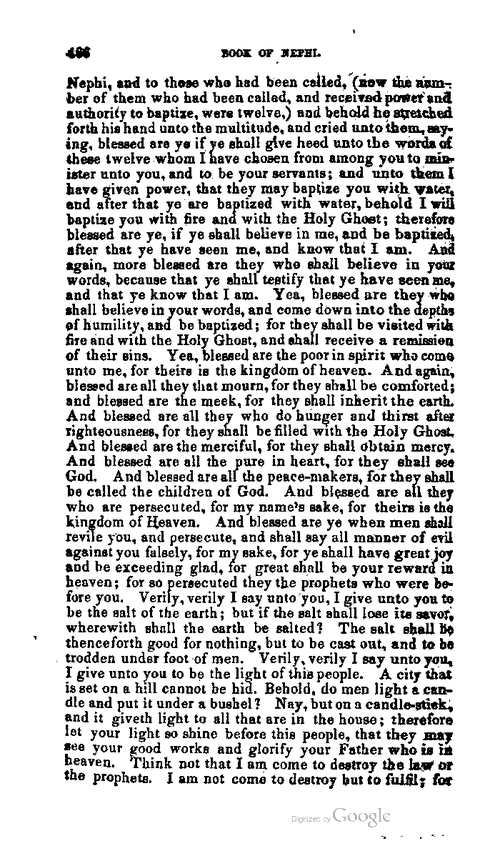 466 BOOK OF NEPHI.
Nephi, and to those who had been called, (now the num-
ber of them who had been called, and received power and
authority to baptize, were twelve,) and behold he stretched
forth his hand unto the multitude, and cried unto them, say-
ing, blessed are ye if ye shall give heed unto the words of
these twelve whom I have chosen from among you to min-
ister unto you, and to be your servants; and unto them I
have given power, that they may baptize you with water,
and after that ye are baptized with water, behold I will
baptize you with fire and with the Holy Ghost; therefore
blessed are ye, if ye shall believe in me, and be baptized,
after that ye have seen me, and know that I am. And
again, more blessed are they who shall believe in your
words, because that ye shall testify that ye have seen me,
and that ye know that I am. Yea, blessed are they who
shall believe in your words, and come down into the depths
of humility, and be baptized; for they shall be visited with
fire and with the Holy Ghost, and shall receive a remission
of their sins. Yea, blessed are the poor in spirit who come
unto me, for theirs is the kingdom of heaven. And again,
blessed are all they that mourn, for they shall be comforted;
and blessed are the meek, for they shall inherit the earth.
And blessed are all they who do hunger and thirst after
righteousness, for they shall be filled with the Holy Ghost.
And blessed are the merciful, for they shall obtain mercy.
And blessed are all the pure in heart, for they shall see
God. And blessed are all the peace-makers, for they shall
be called the children of God. And blessed are all they
who are persecuted, for my name's sake, for theirs is the
kingdom of Heaven. And blessed are ye when men shall
revile you, and persecute, and shall say all manner of evil
against you falsely, for my sake, for ye shall have great joy
and be exceeding glad, for great shall be your reward in
heaven; for so persecuted they the prophets who were be-
fore you. Verily, verily I say unto you, I give unto you to
be the salt of the earth; but if the salt shall lose its savor,
wherewith shall the earth be salted? The salt shall be
thenceforth good for nothing, but to be cast out, and to be
trodden under foot of men. Verily, verily I say unto you,
I give unto you to be the light of this people. A city that
is set on a hill cannot be hid. Behold, do men light a can-
dle and put it under a bushel? Nay, but on a candle-stick,
and it giveth light to all that are in the house; therefore
let your light so shine before this people, that they may
see your good works and glorify your Father who is in
heaven. Think not that I am come to destroy the law or
the prophets. I am not come to destroy but to fulfil; for
Digitized by Google